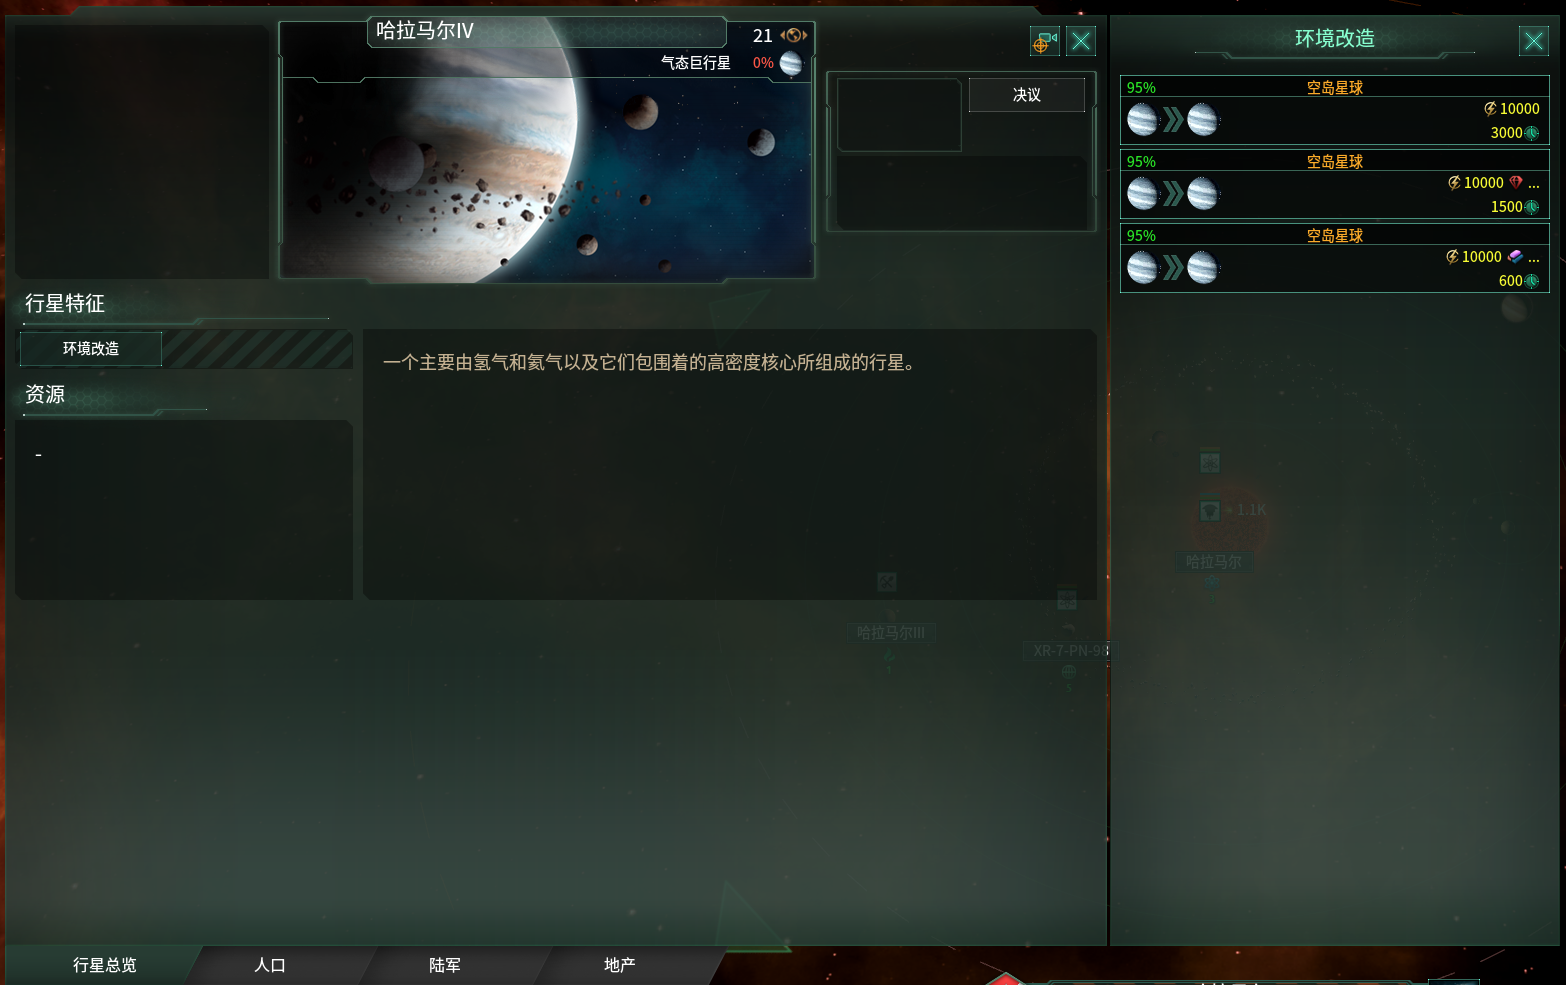 哈拉马尔IV
21
气态巨行星 0%
决议
行星特征
环境改造
一个主要由氢气和氦气以及它们包围着的高密度核心所组成的行星。
资源
-
哈拉马尔III
XR-7-PN-98
5
行星总览
人口
陆军
地产
环境改造
95% 空岛星球
10000
3000
95% 空岛星球
10000 ...
1500
95% 空岛星球
10000 ...
600
1.1K
哈拉马尔